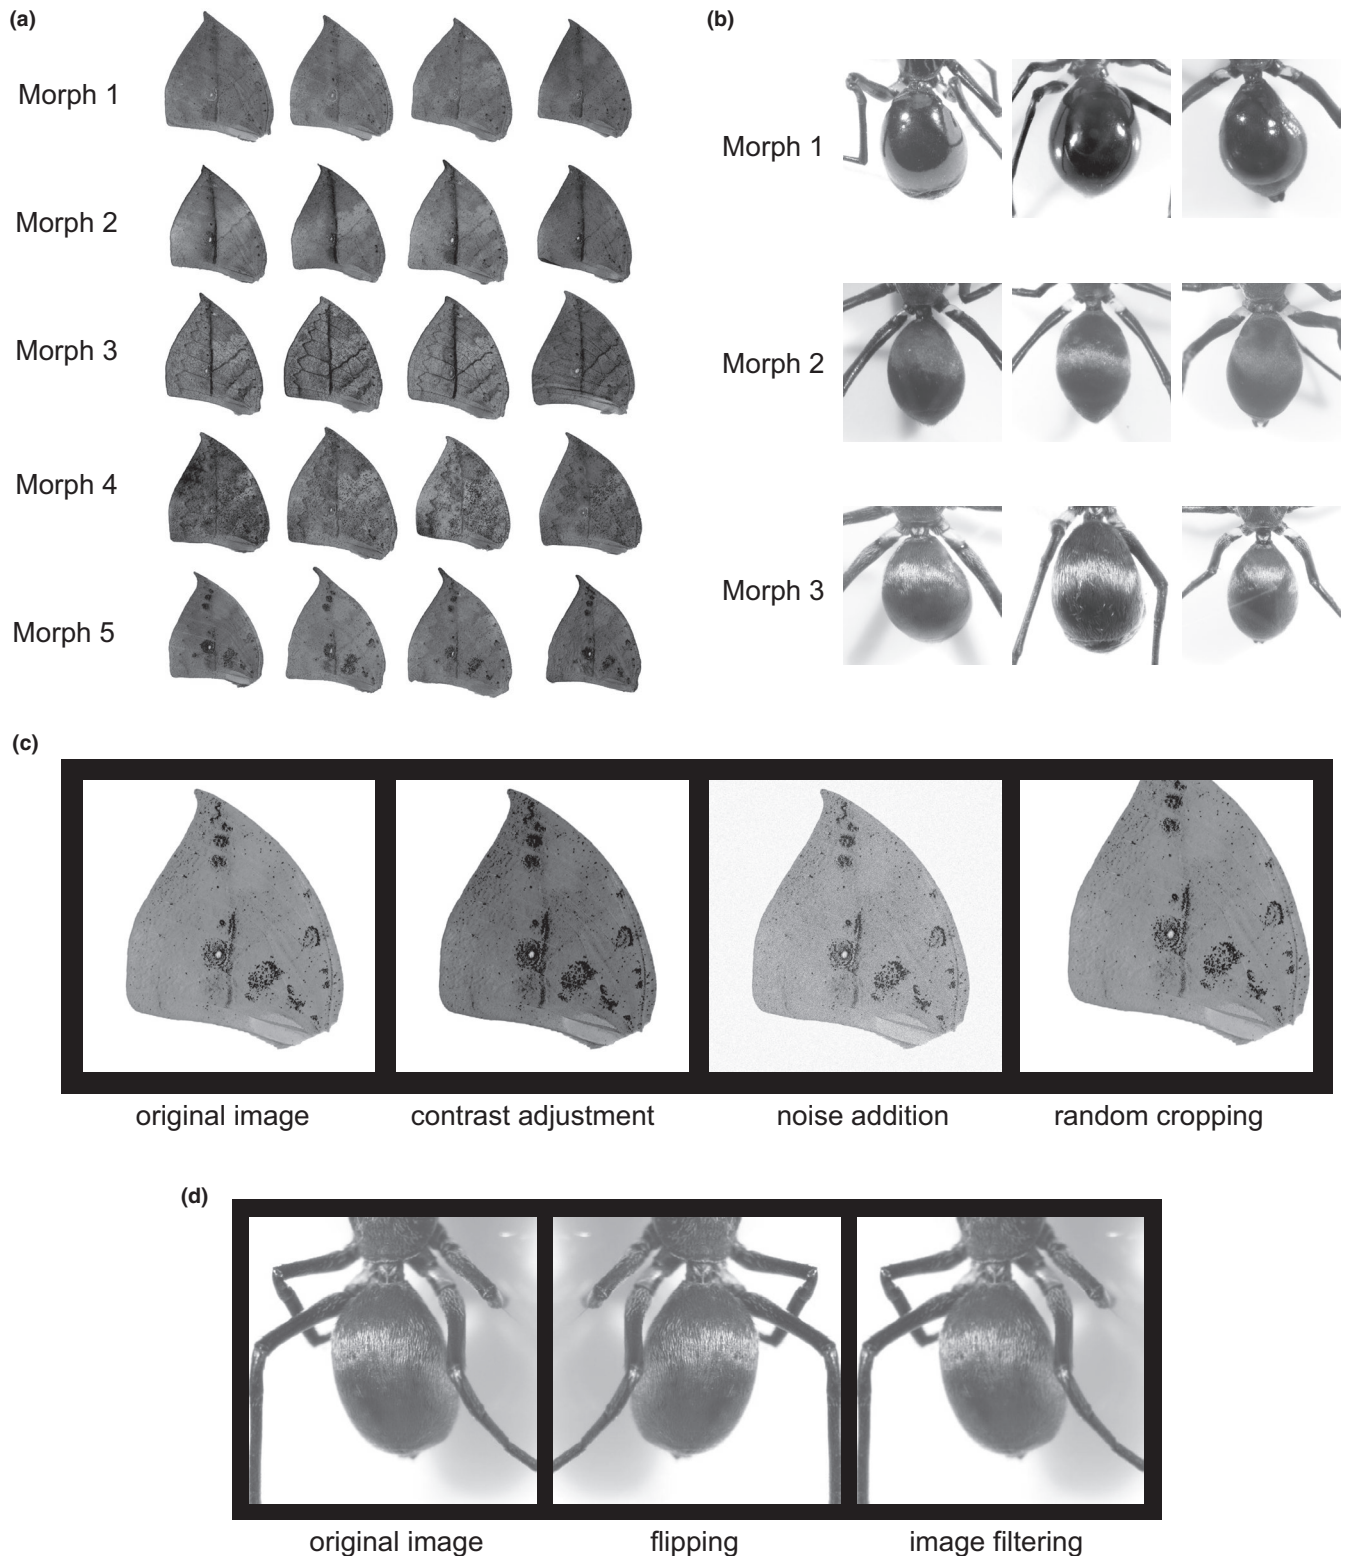 (a)
Morph 1
Morph 2
Morph 3
Morph 4
Morph 5
(b)
Morph 1
Morph 2
Morph 3
(c)
original image
contrast adjustment
noise addition
random cropping
(d)
original image
flipping
image filtering